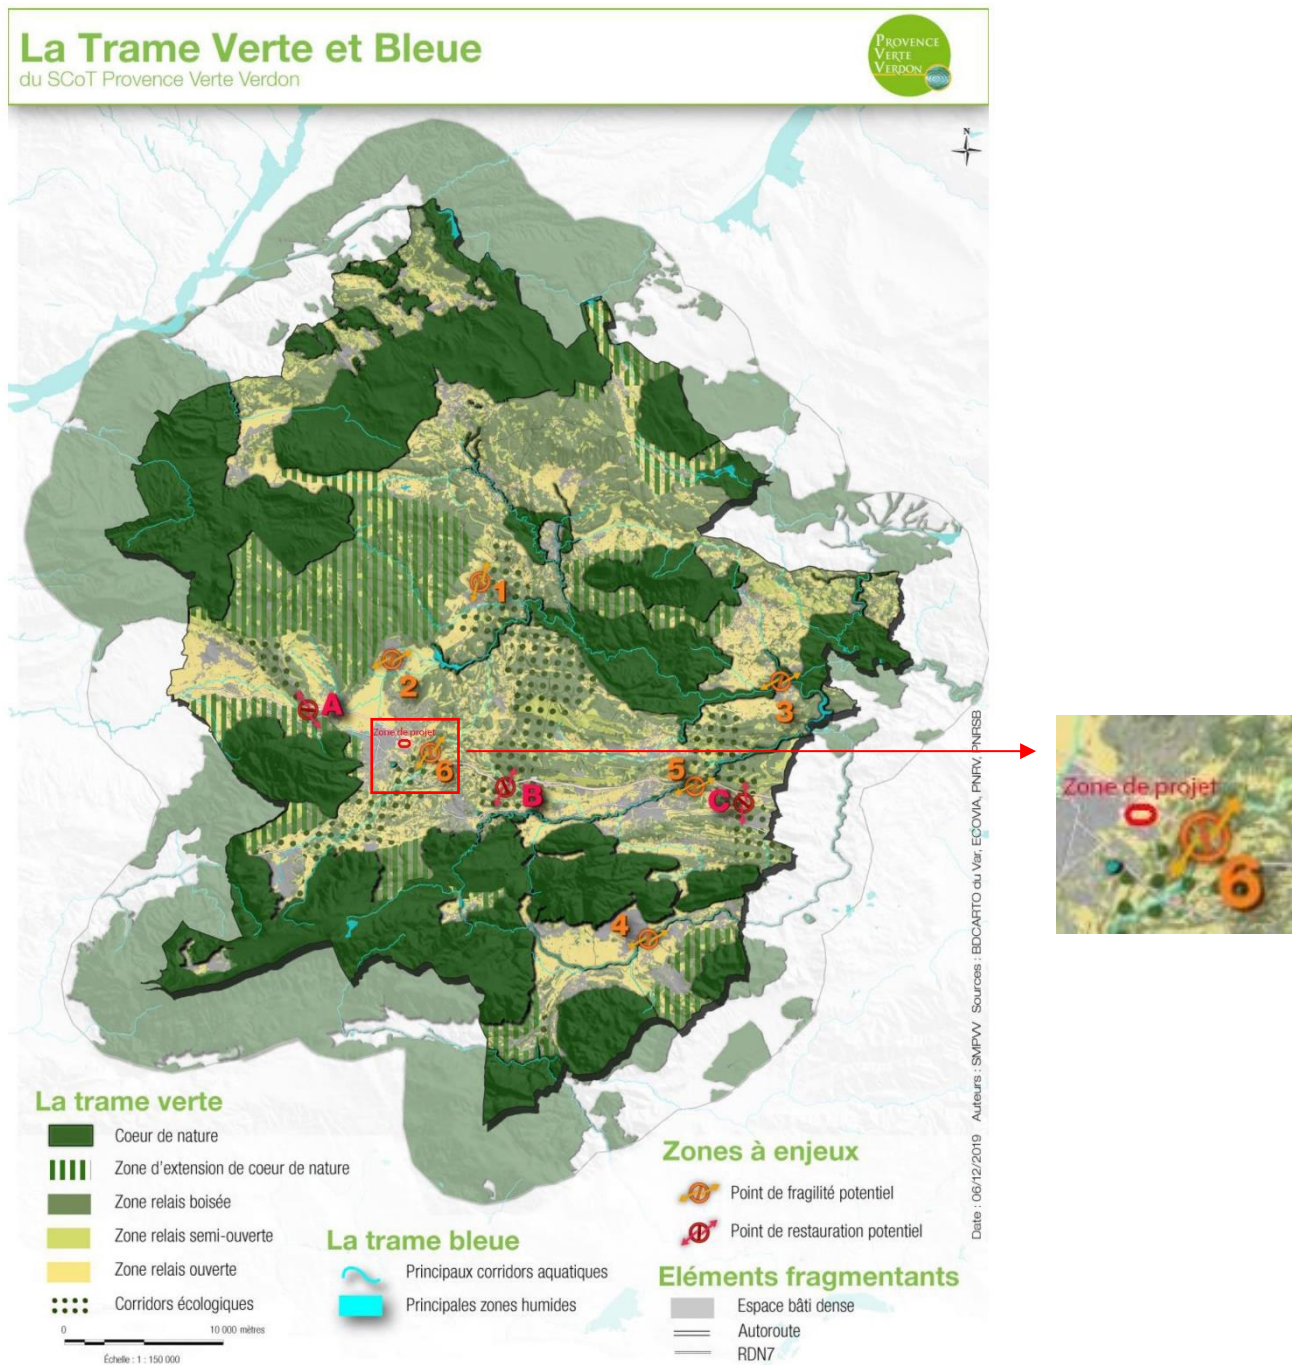 La Trame Verte et Bleue
du SCoT Provence Verte Verdon
PROVENCE
VERTE
VERDON
N
1
2
A
3
Zone de projet
6
5
B
C
4
Zone de projet
6
Date : 06/12/2019 Auteurs : SMPVV Sources : BDCARTO du Var, ECOVIA, PNRV, PNRSB
La trame verte
Coeur de nature
Zone d'extension de coeur de nature
Zone relais boisée
Zone relais semi-ouverte
Zone relais ouverte
Corridors écologiques
0 10 000 mètres
Échelle : 1 : 150 000
La trame bleue
Principaux corridors aquatiques
Principales zones humides
Zones à enjeux
Point de fragilité potentiel
Point de restauration potentiel
Eléments fragmentants
Espace bâti dense
Autoroute
RDN7